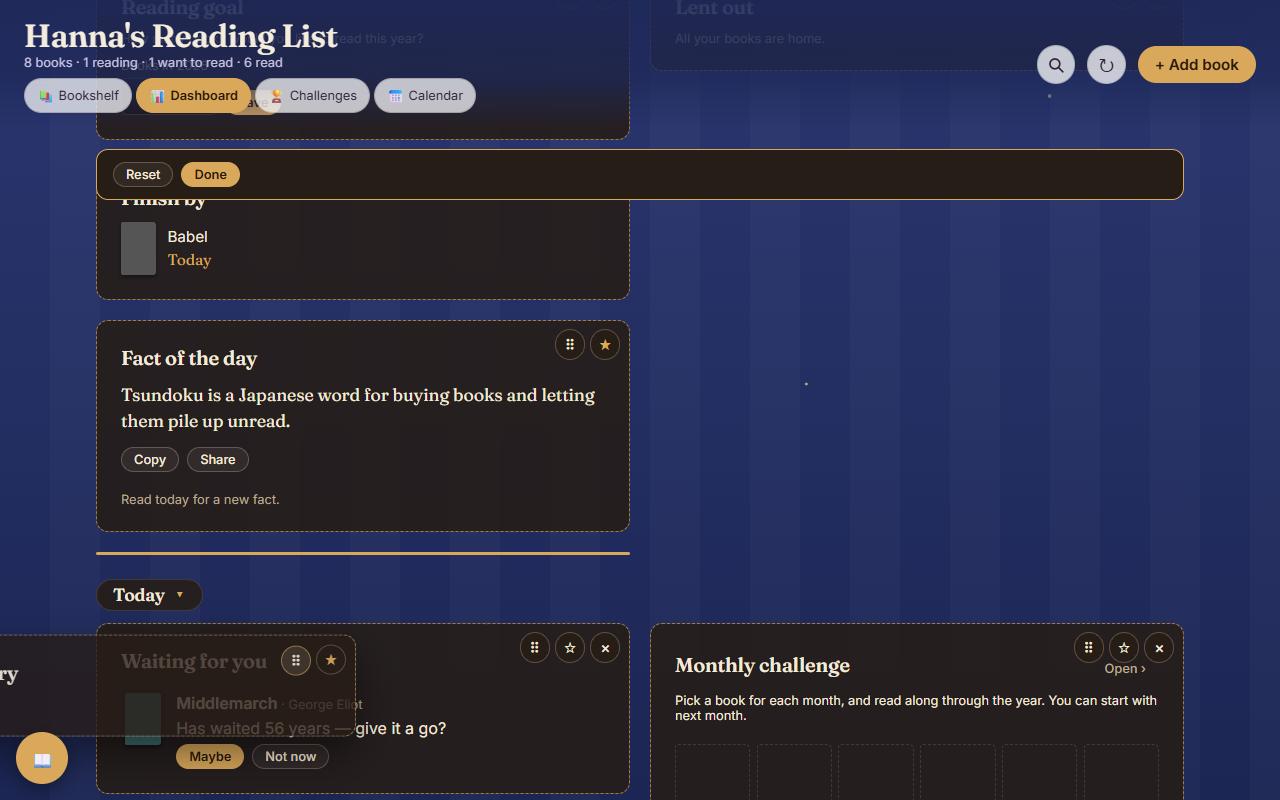 Reading goal
Lent out
Hanna's Reading List
read this year?
All your books are home.
8 books · 1 reading · 1 want to read · 6 read
+ Add book
Bookshelf
Dashboard
Challenges
Calendar
Reset
Done
Finish by
Babel
Today
Fact of the day
Tsundoku is a Japanese word for buying books and letting
them pile up unread.
Copy
Share
Read today for a new fact.
Today
ry
Waiting for you
Middlemarch · George Eliot
Has waited 56 years — give it a go?
Maybe
Not now
Monthly challenge
Open ›
Pick a book for each month, and read along through the year. You can start with
next month.